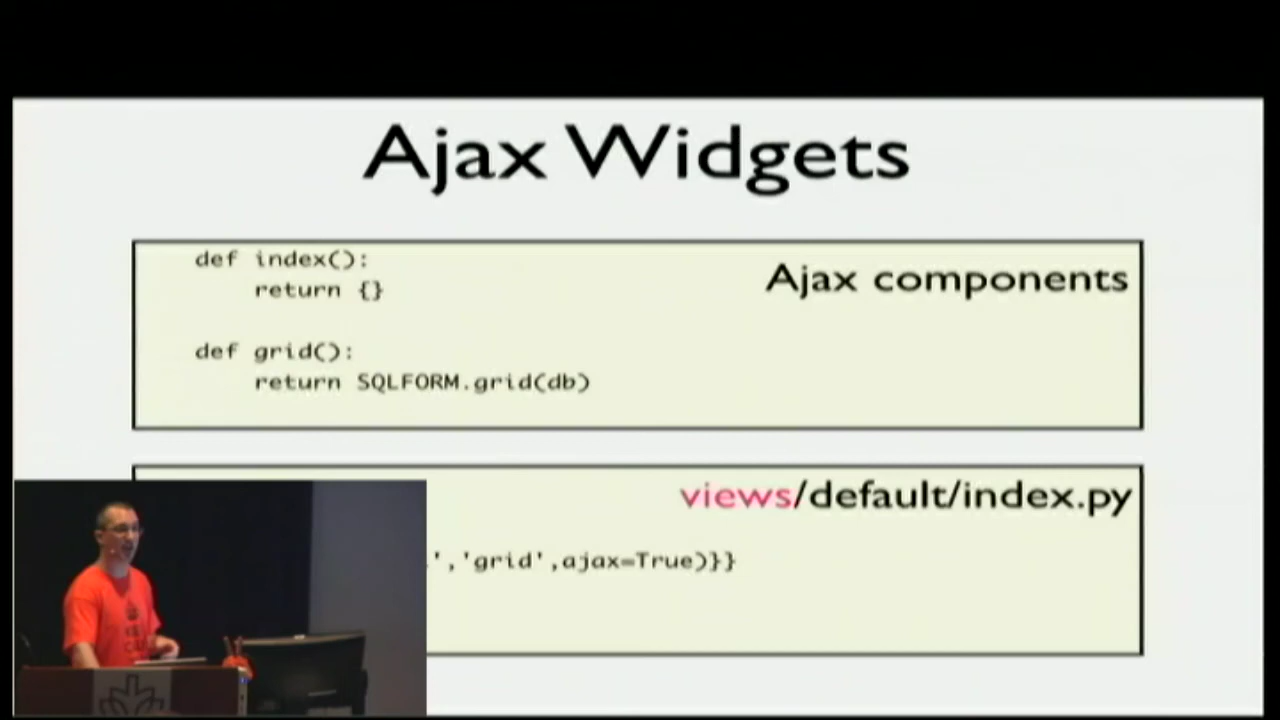 Ajax Widgets
def index():
return {}
Ajax components
def grid():
return SQLFORM.grid(db)
views/default/index.py
','grid',ajax=True)}}